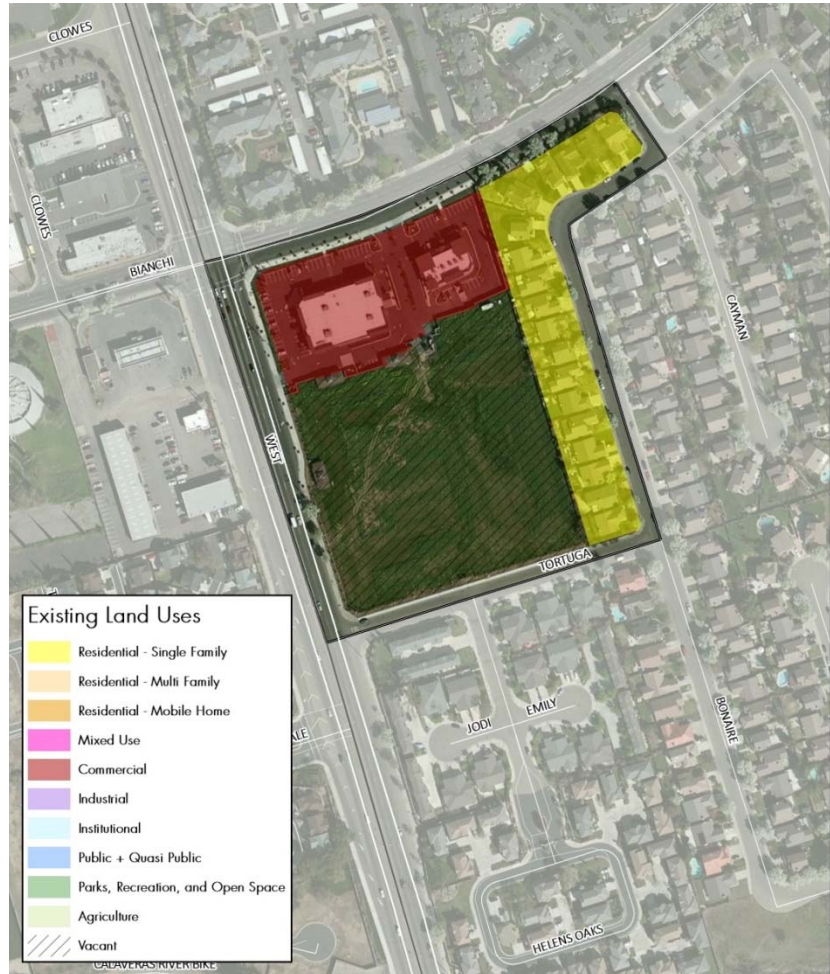 CLOWES
CLOWES
BIANCHI
CAYMAN
WEST
TORTUGA
Existing Land Uses
Residential - Single Family
Residential - Multi Family
Residential - Mobile Home
Mixed Use
Commercial
Industrial
Institutional
Public + Quasi Public
Parks, Recreation, and Open Space
Agriculture
Vacant
ALE
JODI
EMILY
BONAIRE
HELENS OAKS
CALAVERAS RIVER BIKE